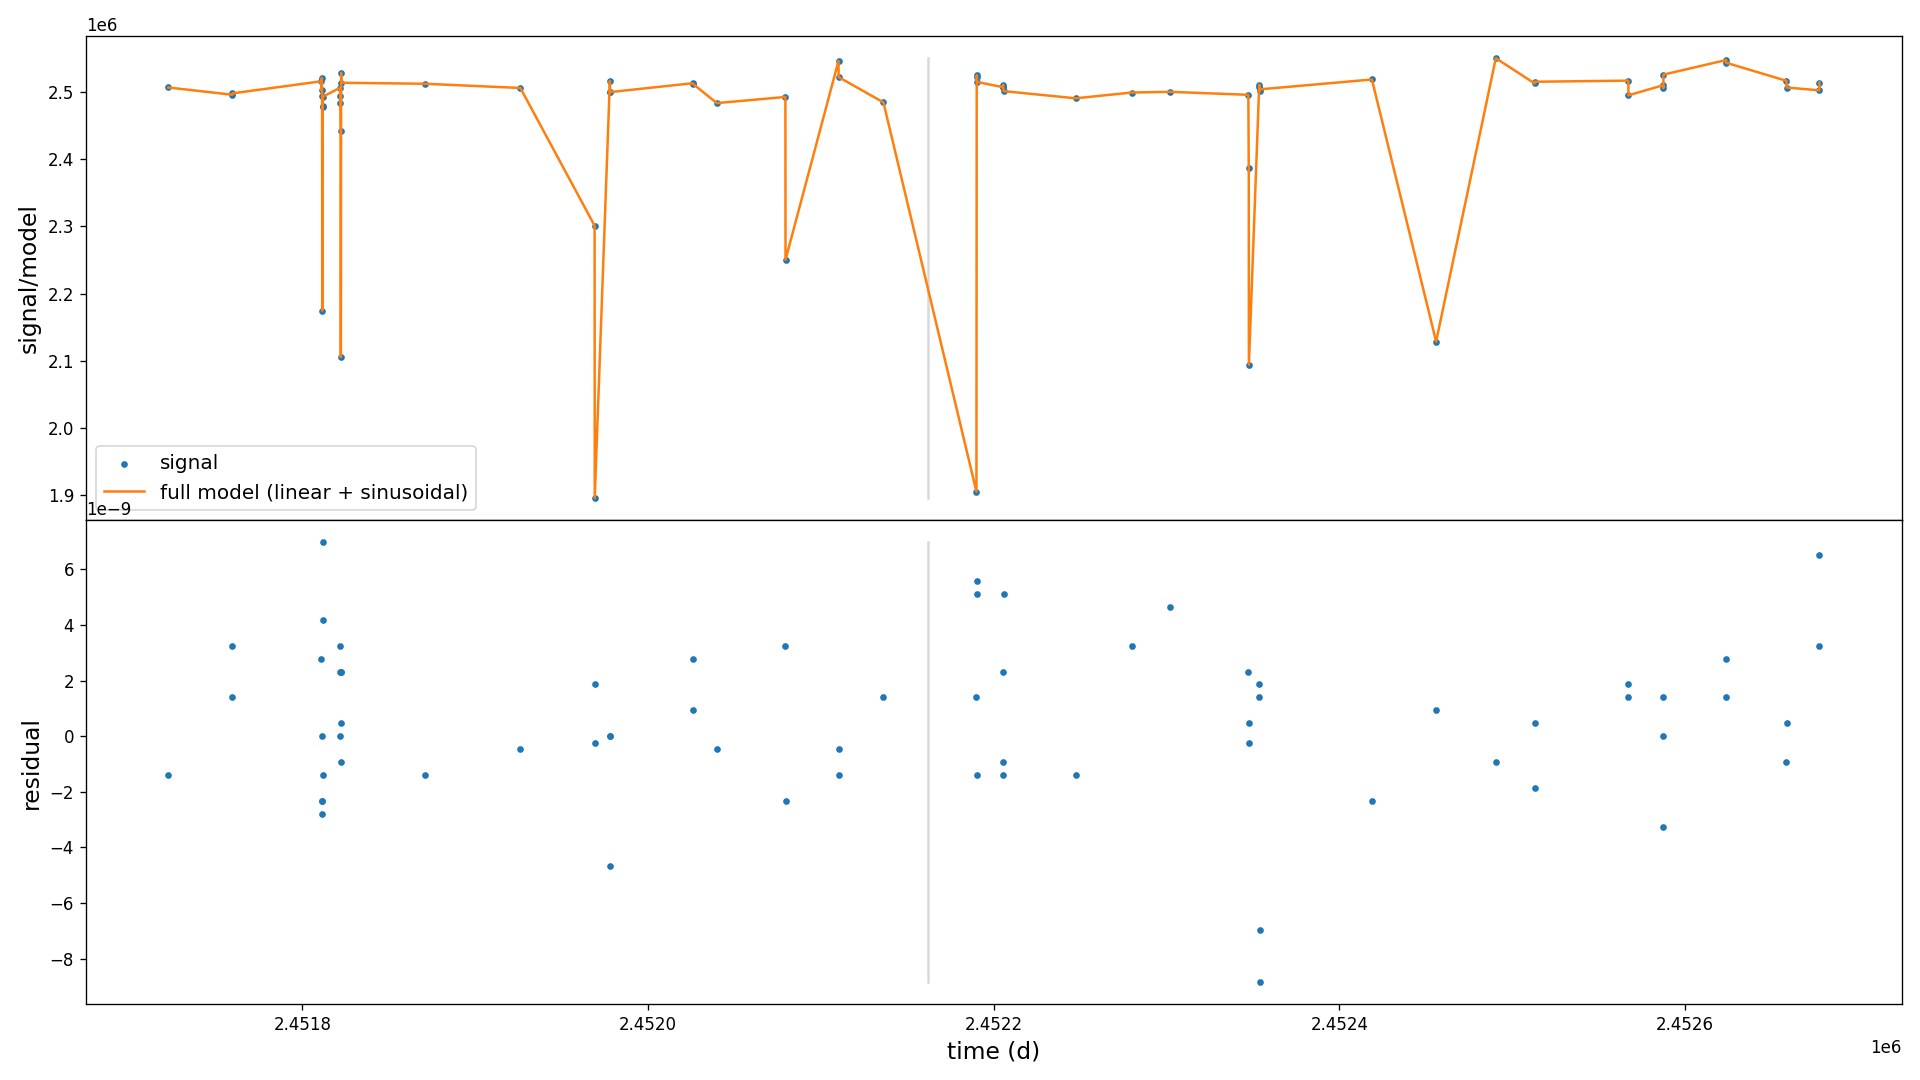 1e6
2.5
2.4
2.3
2.2
2.1
2.0
1.9
signal/model
signal
full model (linear + sinusoidal)
1e−9
6
4
2
0
−2
−4
−6
−8
residual
2.4518
2.4520
2.4522
2.4524
2.4526
time (d)
1e6